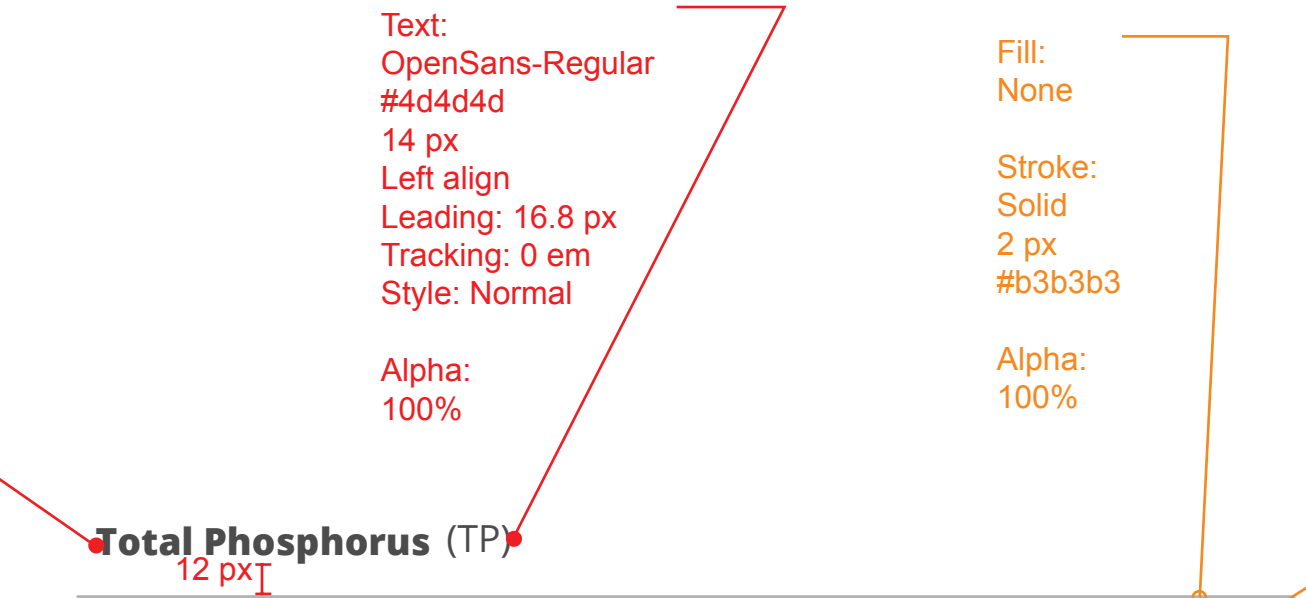 Text:
OpenSans-Regular
#4d4d4d
14 px
Left align
Leading: 16.8 px
Tracking: 0 em
Style: Normal
Alpha:
100%
Fill:
None
Stroke:
Solid
2 px
#b3b3b3
Alpha:
100%
Total Phosphorus (TP)
12 px